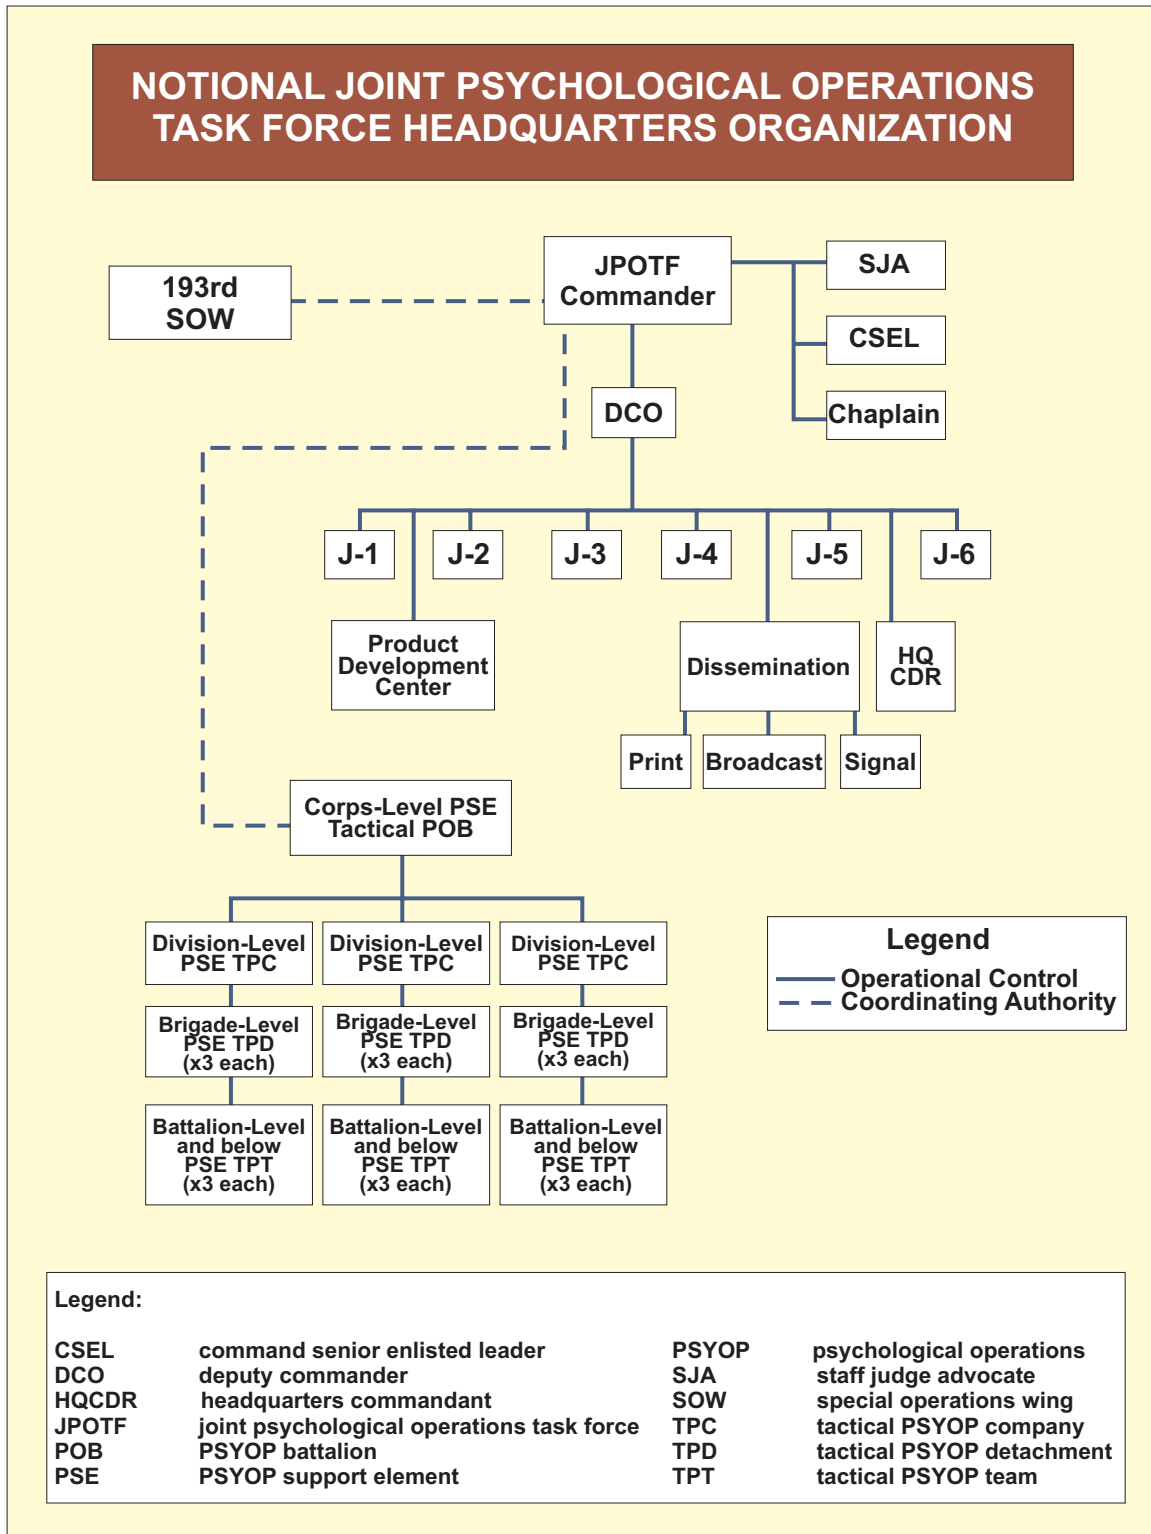 NOTIONAL JOINT PSYCHOLOGICAL OPERATIONS
TASK FORCE HEADQUARTERS ORGANIZATION
193rd
SOW
JPOTF
Commander
SJA
CSEL
Chaplain
DCO
J-1
J-2
J-3
J-4
J-5
J-6
Product
Development
Center
Dissemination
HQ
CDR
Print
Broadcast
Signal
Corps-Level PSE
Tactical POB
Division-Level
PSE TPC
Division-Level
PSE TPC
Division-Level
PSE TPC
Brigade-Level
PSE TPD
(x3 each)
Brigade-Level
PSE TPD
(x3 each)
Brigade-Level
PSE TPD
(x3 each)
Battalion-Level
and below
PSE TPT
(x3 each)
Battalion-Level
and below
PSE TPT
(x3 each)
Battalion-Level
and below
PSE TPT
(x3 each)
Legend
Operational Control
Coordinating Authority
Legend:
CSEL command senior enlisted leader
DCO deputy commander
HQCDR headquarters commandant
JPOTF joint psychological operations task force
POB PSYOP battalion
PSE PSYOP support element
PSYOP psychological operations
SJA staff judge advocate
SOW special operations wing
TPC tactical PSYOP company
TPD tactical PSYOP detachment
TPT tactical PSYOP team